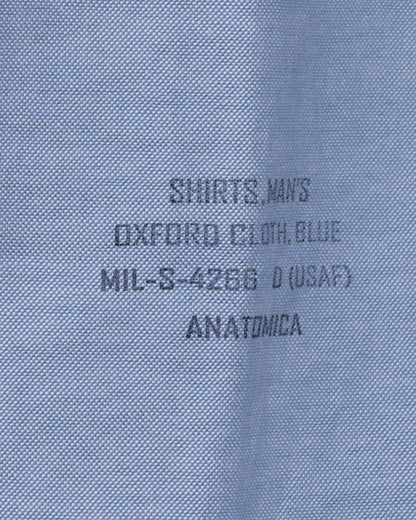 SHIRTS, MAN'S
OXFORD CLOTH, BLUE
MIL-S-4266 D (USAF)
ANATOMICA